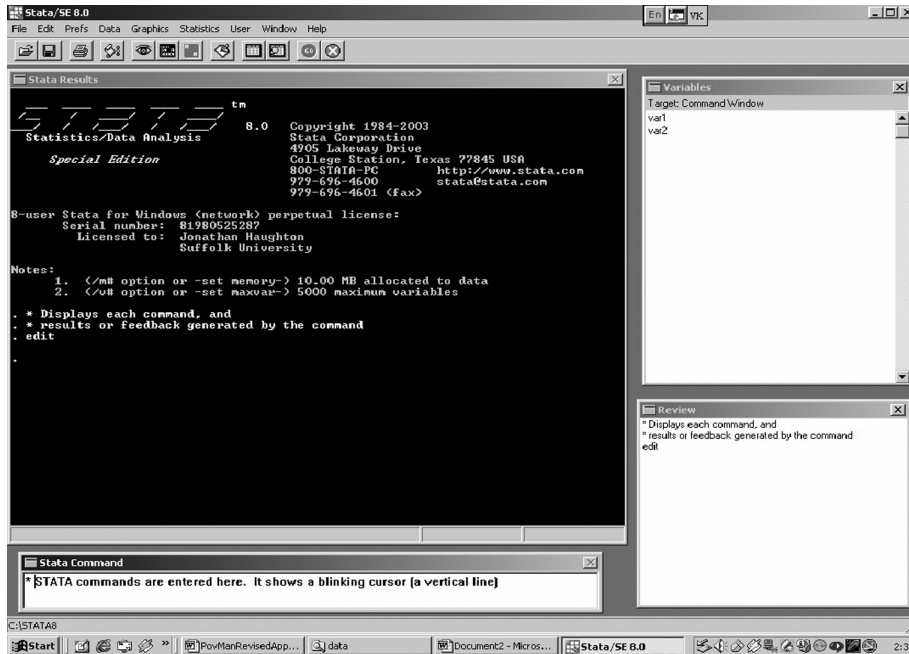 Stata/SE 8.0
En VK
File Edit Prefs Data Graphics Statistics User Window Help
Stata Results
STATA tm
8.0 Copyright 1984-2003
Statistics/Data Analysis Stata Corporation
4905 Lakeway Drive
Special Edition College Station, Texas 77845 USA
800-STATA-PC http://www.stata.com
979-696-4600 stata@stata.com
979-696-4601 (fax)
8-user Stata for Windows (network) perpetual license:
Serial number: 81980525287
Licensed to: Jonathan Haughton
Suffolk University
Notes:
1. (/m# option or -set memory-) 10.00 MB allocated to data
2. (/v# option or -set maxvar-) 5000 maximum variables
. * Displays each command, and
. * results or feedback generated by the command
. edit
.
Variables
Target: Command Window
var1
var2
Review
* Displays each command, and
* results or feedback generated by the command
edit
Stata Command
* STATA commands are entered here. It shows a blinking cursor (a vertical line)
C:\STATA8
Start PovManRevisedApp... data Document2 - Micros... Stata/SE 8.0 2:3